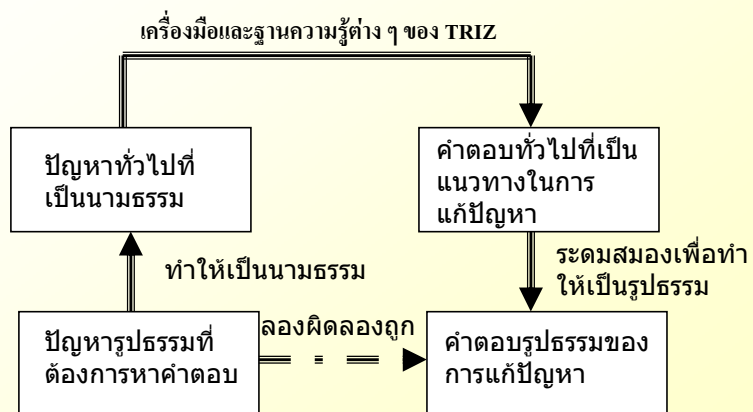 เครื่องมือและฐานความรู้ต่าง ๆ ของ TRIZ
ปัญหาทั่วไปที่
เป็นนามธรรม
คำตอบทั่วไปที่เป็น
แนวทางในการ
แก้ปัญหา
ทำให้เป็นนามธรรม
ระดมสมองเพื่อทำ
ให้เป็นรูปธรรม
ปัญหารูปธรรมที่
ต้องการหาคำตอบ
ลองผิดลองถูก
คำตอบรูปธรรมของ
การแก้ปัญหา